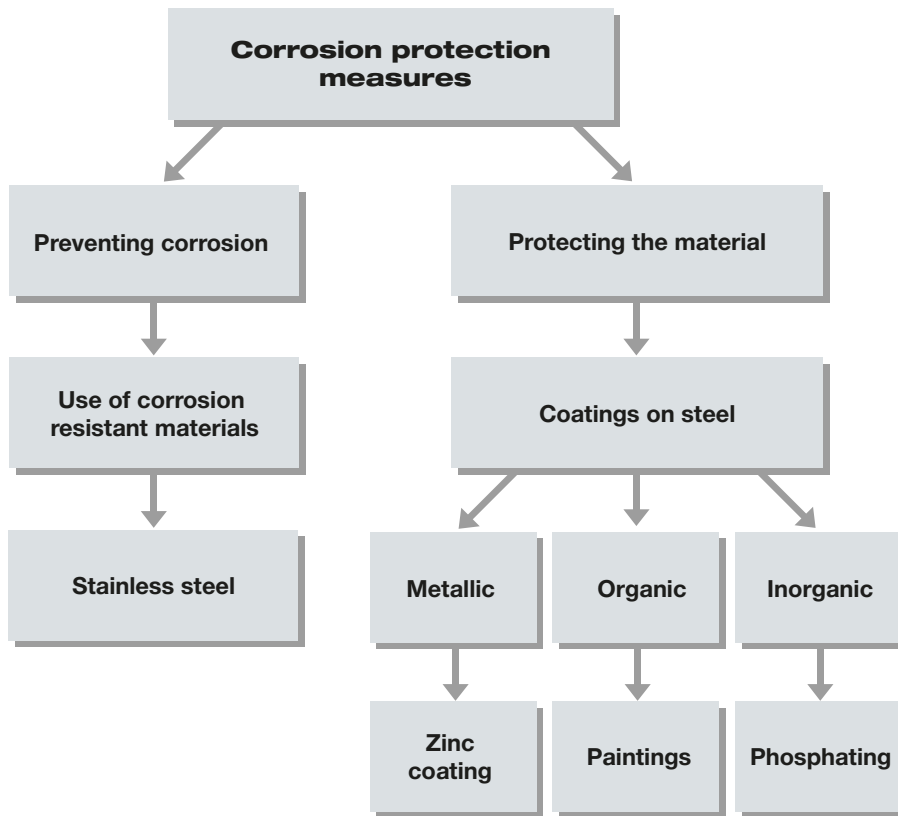 Corrosion protection
measures
Preventing corrosion
Protecting the material
Use of corrosion
resistant materials
Coatings on steel
Stainless steel
Metallic
Organic
Inorganic
Zinc
coating
Paintings
Phosphating